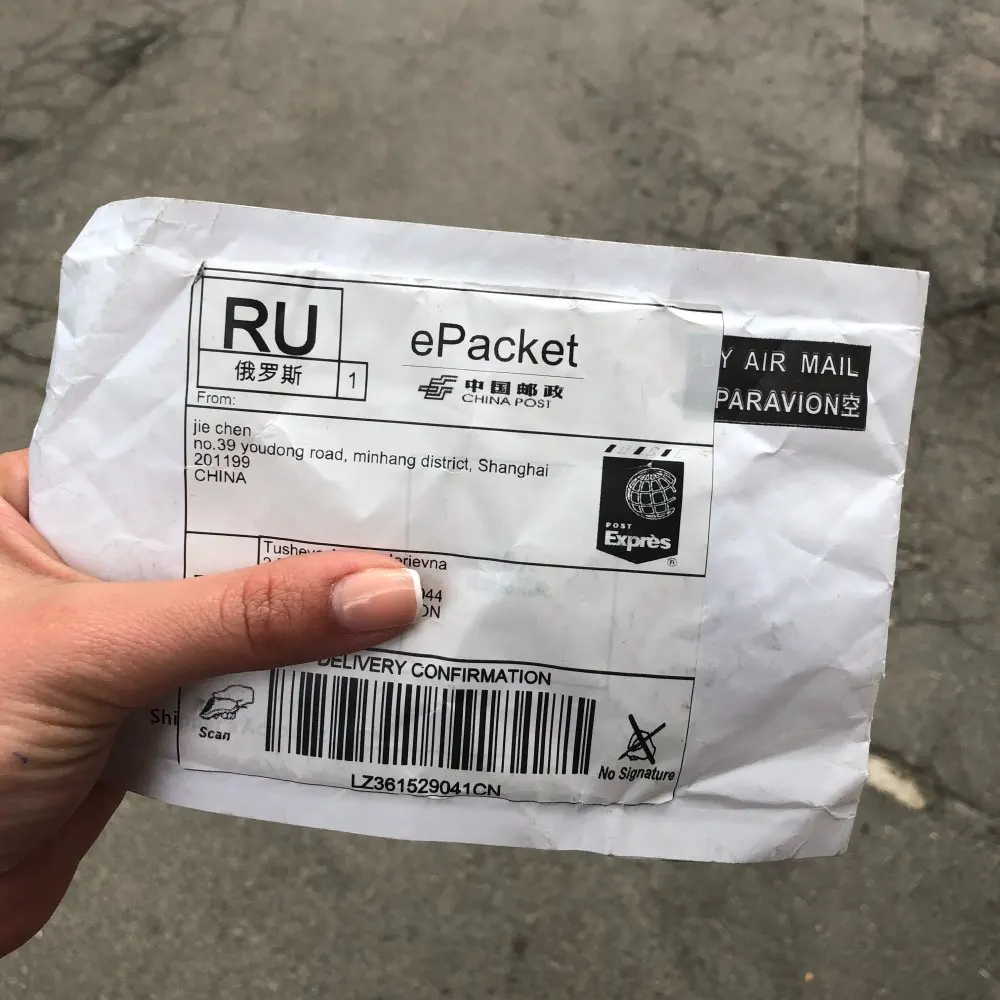 RU
俄罗斯
1
ePacket
中国邮政
CHINA POST
AIR MAIL
PARAVION空
From:
jie chen
no.39 youdong road, minhang district, Shanghai
201199
CHINA
POST
Exprès
®
DELIVERY CONFIRMATION
Scan
No Signature
LZ361529041CN